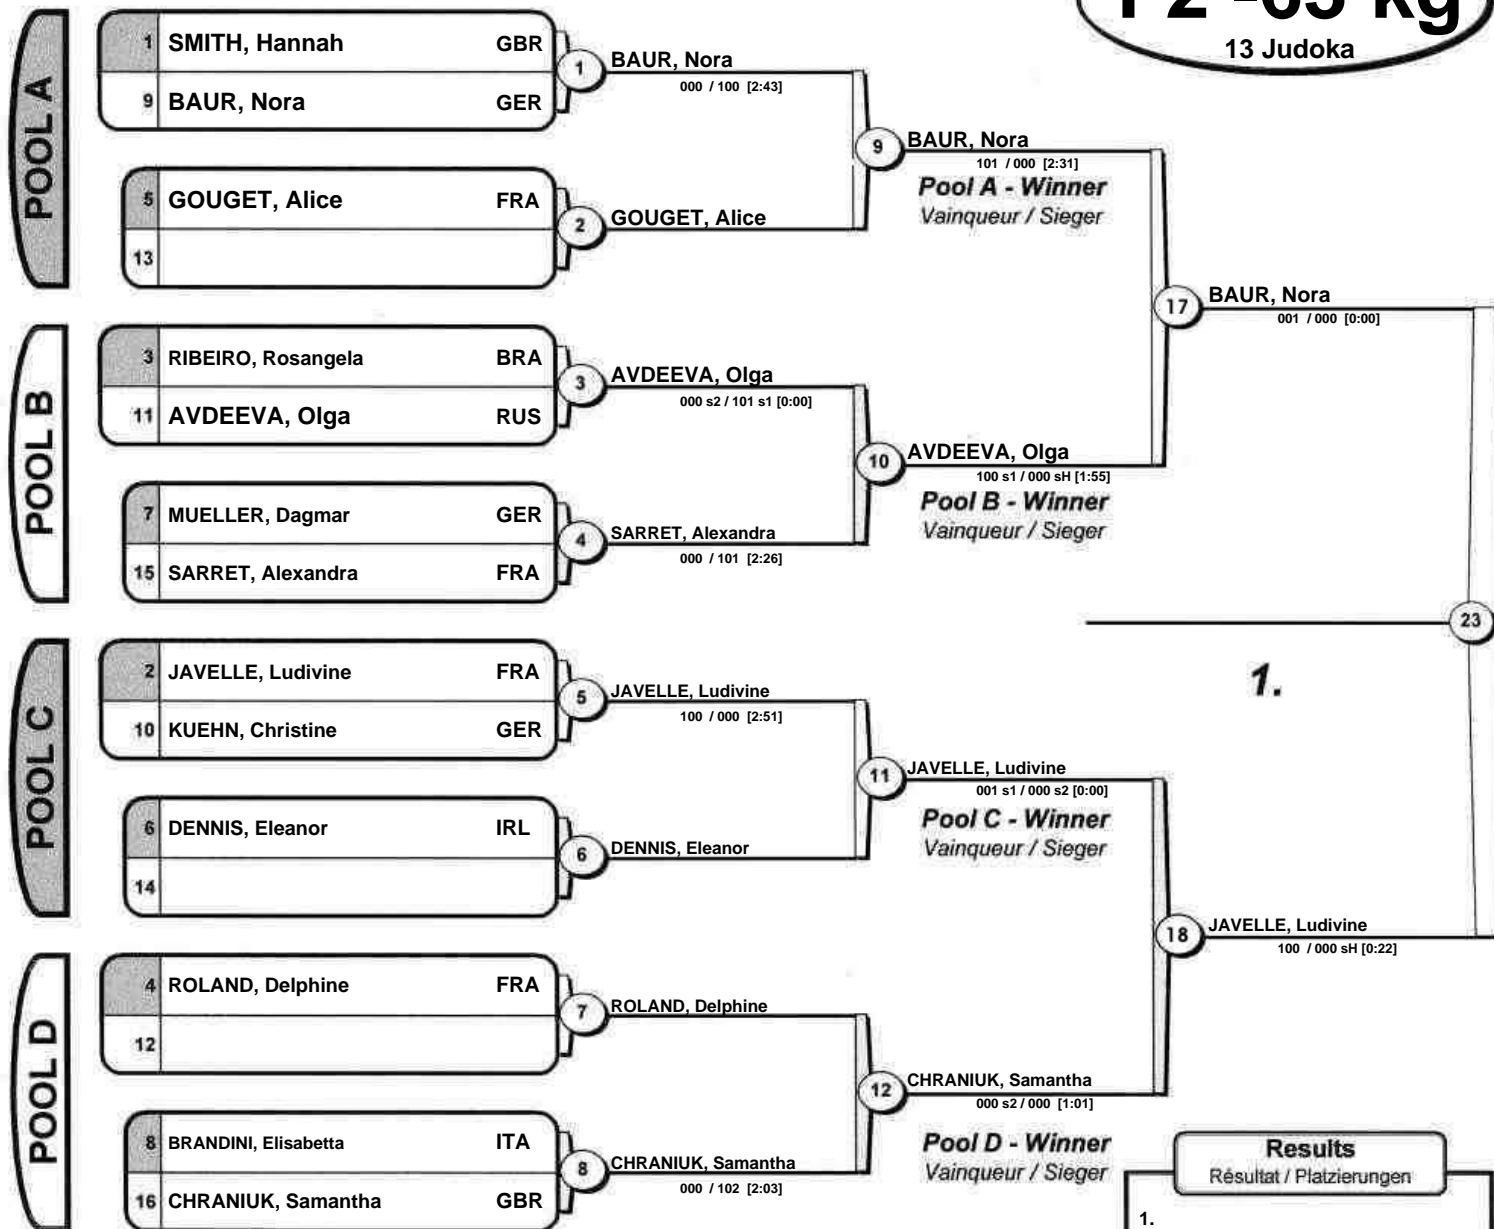 F2 -63 kg
13 Judoka
POOL A
1 SMITH, Hannah GBR
9 BAUR, Nora GER
1 BAUR, Nora
000 / 100 [2:43]
5 GOUGET, Alice FRA
13
2 GOUGET, Alice
9 BAUR, Nora
101 / 000 [2:31]
Pool A - Winner
Vainqueur / Sieger
POOL B
3 RIBEIRO, Rosangela BRA
11 AVDEEVA, Olga RUS
3 AVDEEVA, Olga
000 s2 / 101 s1 [0:00]
7 MUELLER, Dagmar GER
15 SARRET, Alexandra FRA
4 SARRET, Alexandra
000 / 101 [2:26]
10 AVDEEVA, Olga
100 s1 / 000 sH [1:55]
Pool B - Winner
Vainqueur / Sieger
17 BAUR, Nora
001 / 000 [0:00]
23
1.
POOL C
2 JAVELLE, Ludivine FRA
10 KUEHN, Christine GER
5 JAVELLE, Ludivine
100 / 000 [2:51]
6 DENNIS, Eleanor IRL
14
6 DENNIS, Eleanor
11 JAVELLE, Ludivine
001 s1 / 000 s2 [0:00]
Pool C - Winner
Vainqueur / Sieger
18 JAVELLE, Ludivine
100 / 000 sH [0:22]
POOL D
4 ROLAND, Delphine FRA
12
7 ROLAND, Delphine
8 BRANDINI, Elisabetta ITA
16 CHRANIUK, Samantha GBR
8 CHRANIUK, Samantha
000 / 102 [2:03]
12 CHRANIUK, Samantha
000 s2 / 000 [1:01]
Pool D - Winner
Vainqueur / Sieger
Results
Résultat / Platzierungen
1.